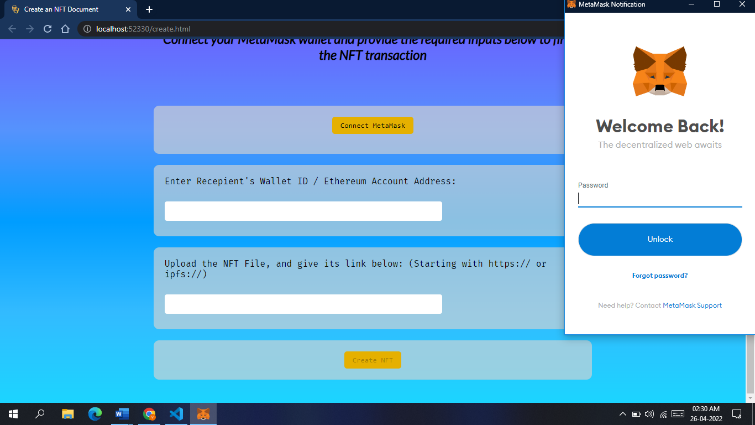 Create an NFT Document
localhost:52330/create.html
MetaMask Notification
Connect your MetaMask wallet and provide the required inputs below to
the NFT transaction
Connect MetaMask
Enter Recepient's Wallet ID / Ethereum Account Address:
Upload the NFT File, and give its link below: (Starting with https:// or
ipfs://)
Create NFT
Welcome Back!
The decentralized web awaits
Password
Unlock
Forgot password?
Need help? Contact MetaMask Support
02:30 AM
26-04-2022